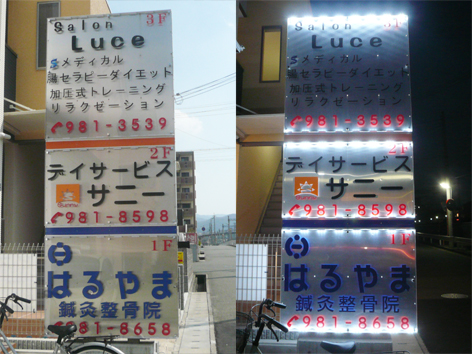 3F
Salon
Luce
Sメディカル
腸セラピーダイエット
加圧式トレーニング
リラクゼーション
981-3539
2F
デイサービス
サニー
981-8598
1F
はるやま
鍼灸整骨院
981-8658
3F
Salon
Luce
Sメディカル
腸セラピーダイエット
加圧式トレーニング
リラクゼーション
981-3539
2F
デイサービス
サニー
981-8598
1F
はるやま
鍼灸整骨院
981-8658